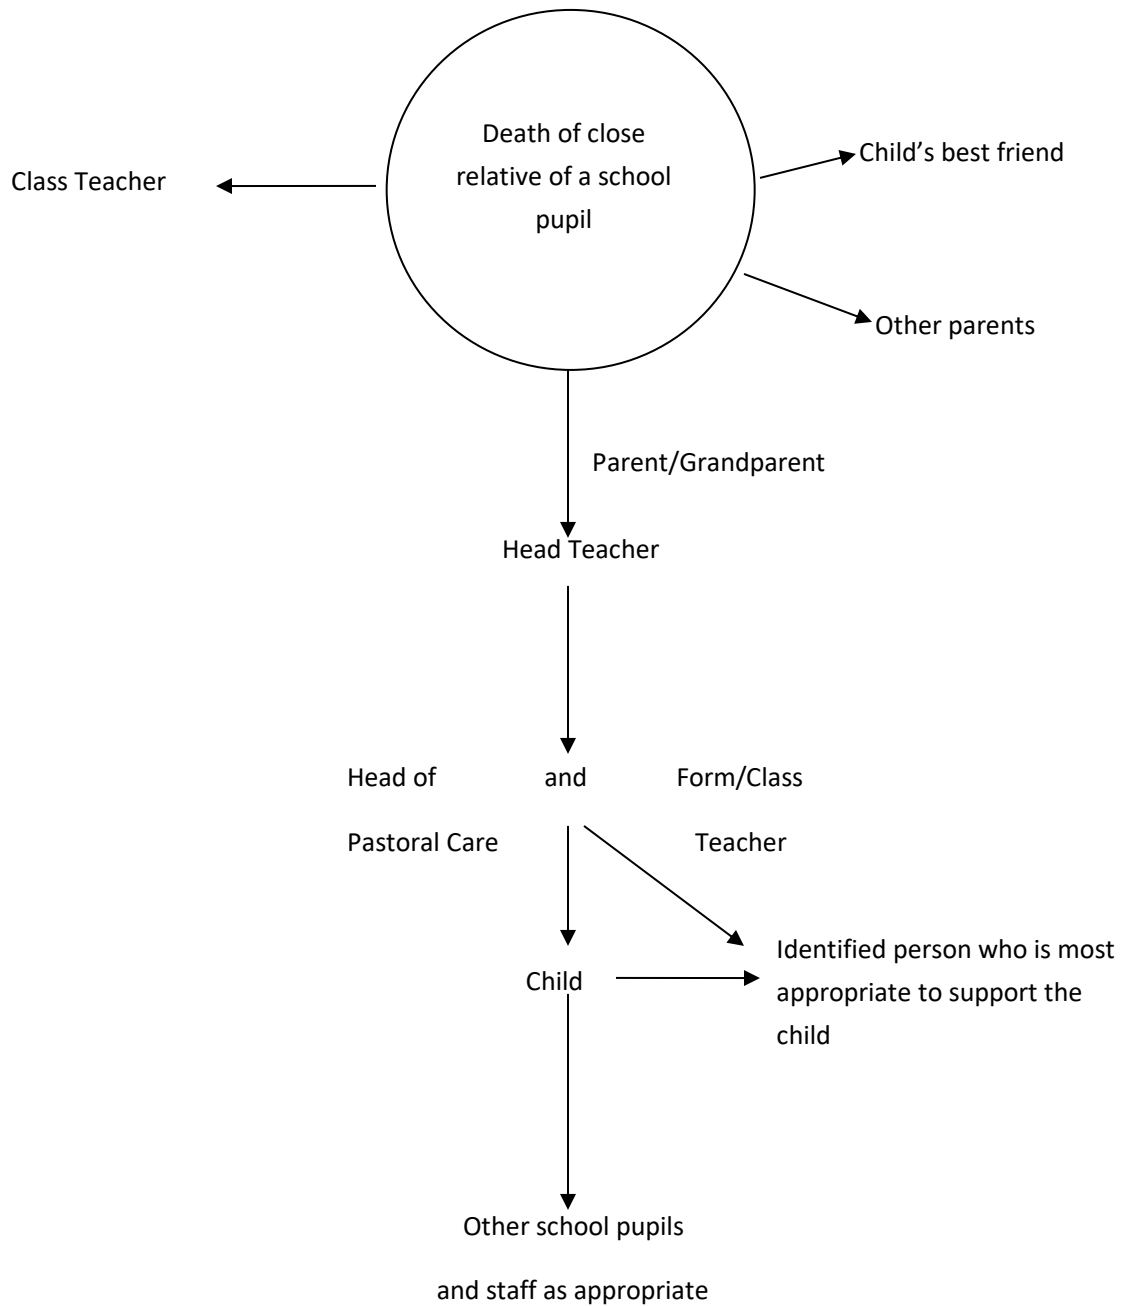 Death of close
relative of a school
pupil
Child’s best friend
Class Teacher
Other parents
Parent/Grandparent
Head Teacher
Head of and Form/Class
Pastoral Care Teacher
Identified person who is most
appropriate to support the
child
Child
Other school pupils
and staff as appropriate